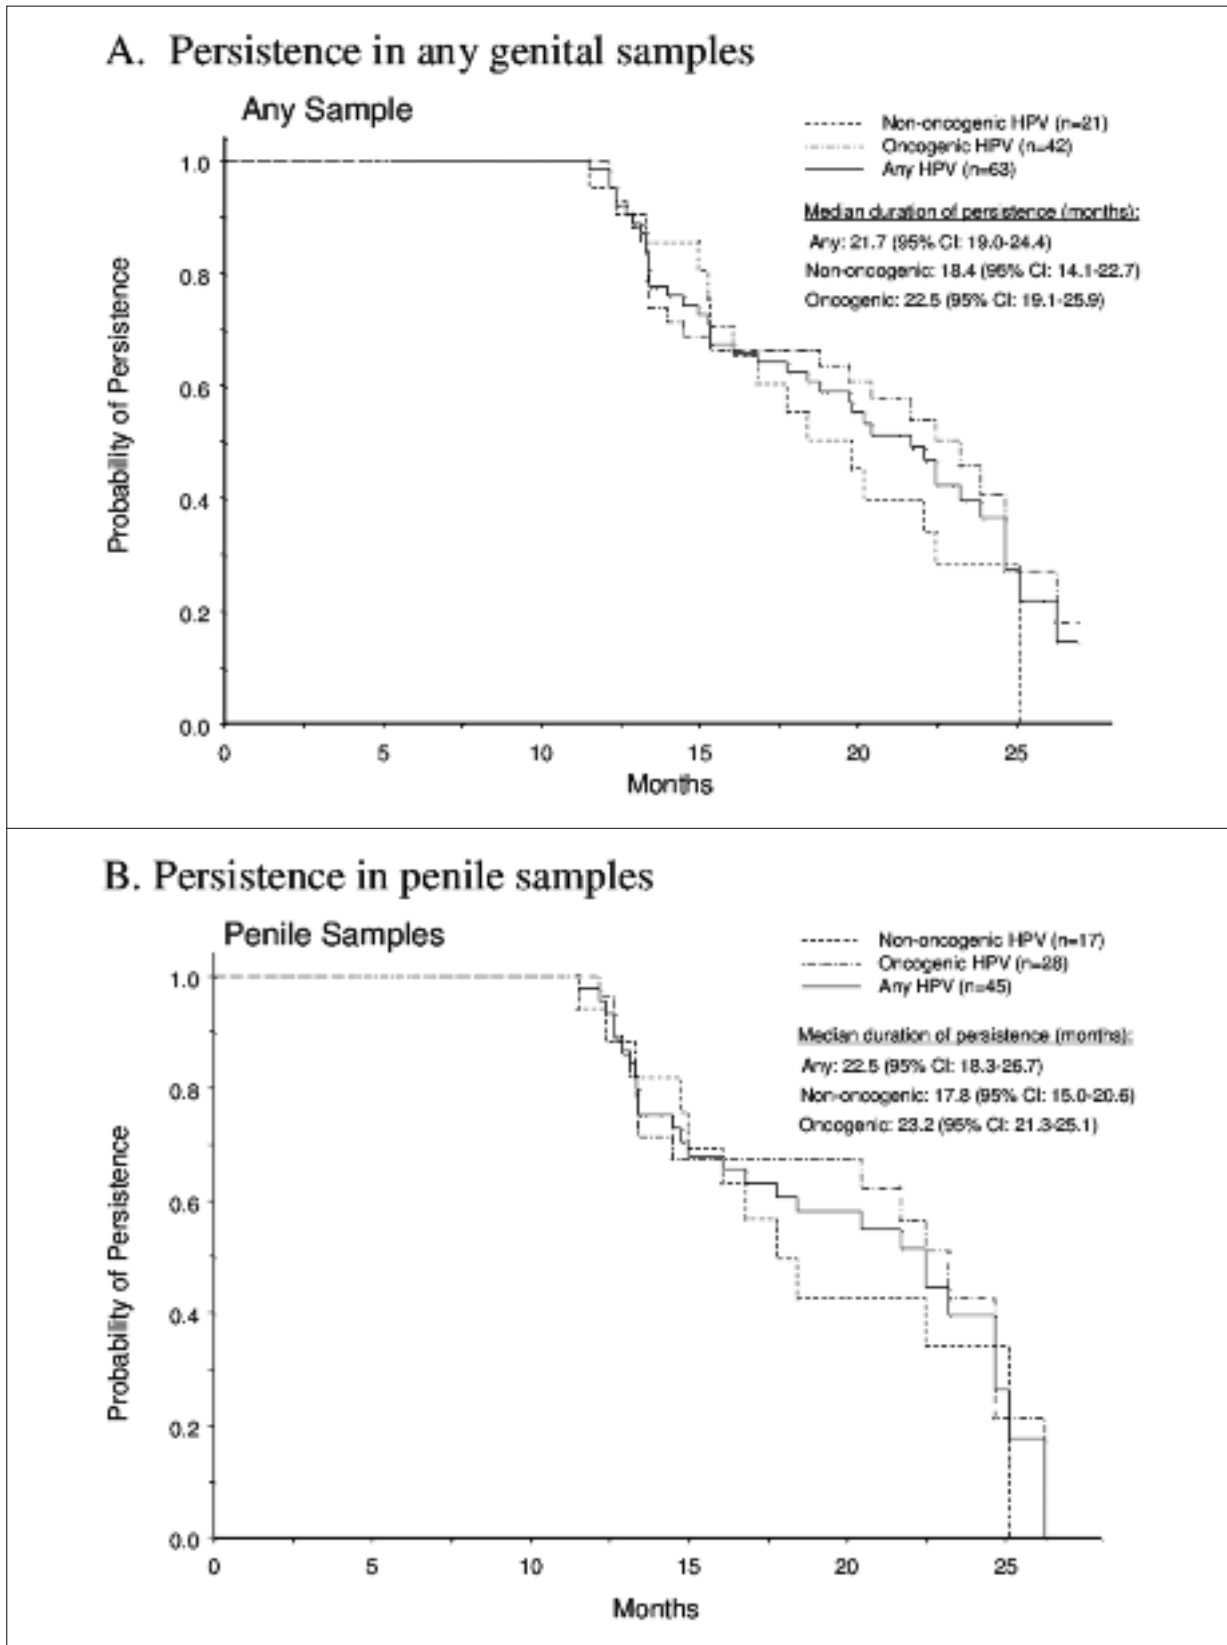 A. Persistence in any genital samples
Any Sample
Non-oncogenic HPV (n=21)
Oncogenic HPV (n=42)
Any HPV (n=63)
Median duration of persistence (months):
Any: 21.7 (95% CI: 19.0-24.4)
Non-oncogenic: 18.4 (95% CI: 14.1-22.7)
Oncogenic: 22.5 (95% CI: 19.1-25.9)
Probability of Persistence
1.0
0.8
0.6
0.4
0.2
0.0
0 5 10 15 20 25
Months
B. Persistence in penile samples
Penile Samples
Non-oncogenic HPV (n=17)
Oncogenic HPV (n=28)
Any HPV (n=45)
Median duration of persistence (months):
Any: 22.5 (95% CI: 18.3-26.7)
Non-oncogenic: 17.8 (95% CI: 15.0-20.6)
Oncogenic: 23.2 (95% CI: 21.3-25.1)
Probability of Persistence
1.0
0.8
0.6
0.4
0.2
0.0
0 5 10 15 20 25
Months